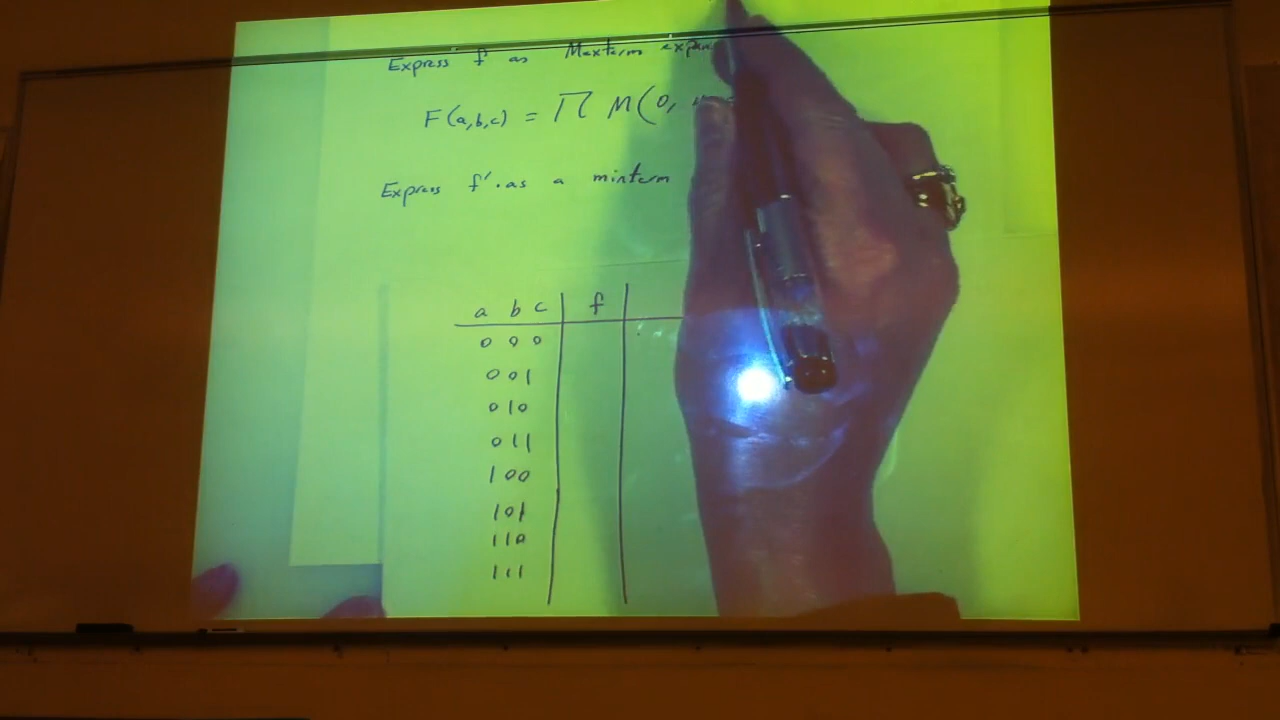 Express f as Maxterm
F(a,b,c) = Π M(0,
Express f' as a minterm
a b c f
0 0 0
0 0 1
0 1 0
0 1 1
1 0 0
1 0 1
1 1 0
1 1 1